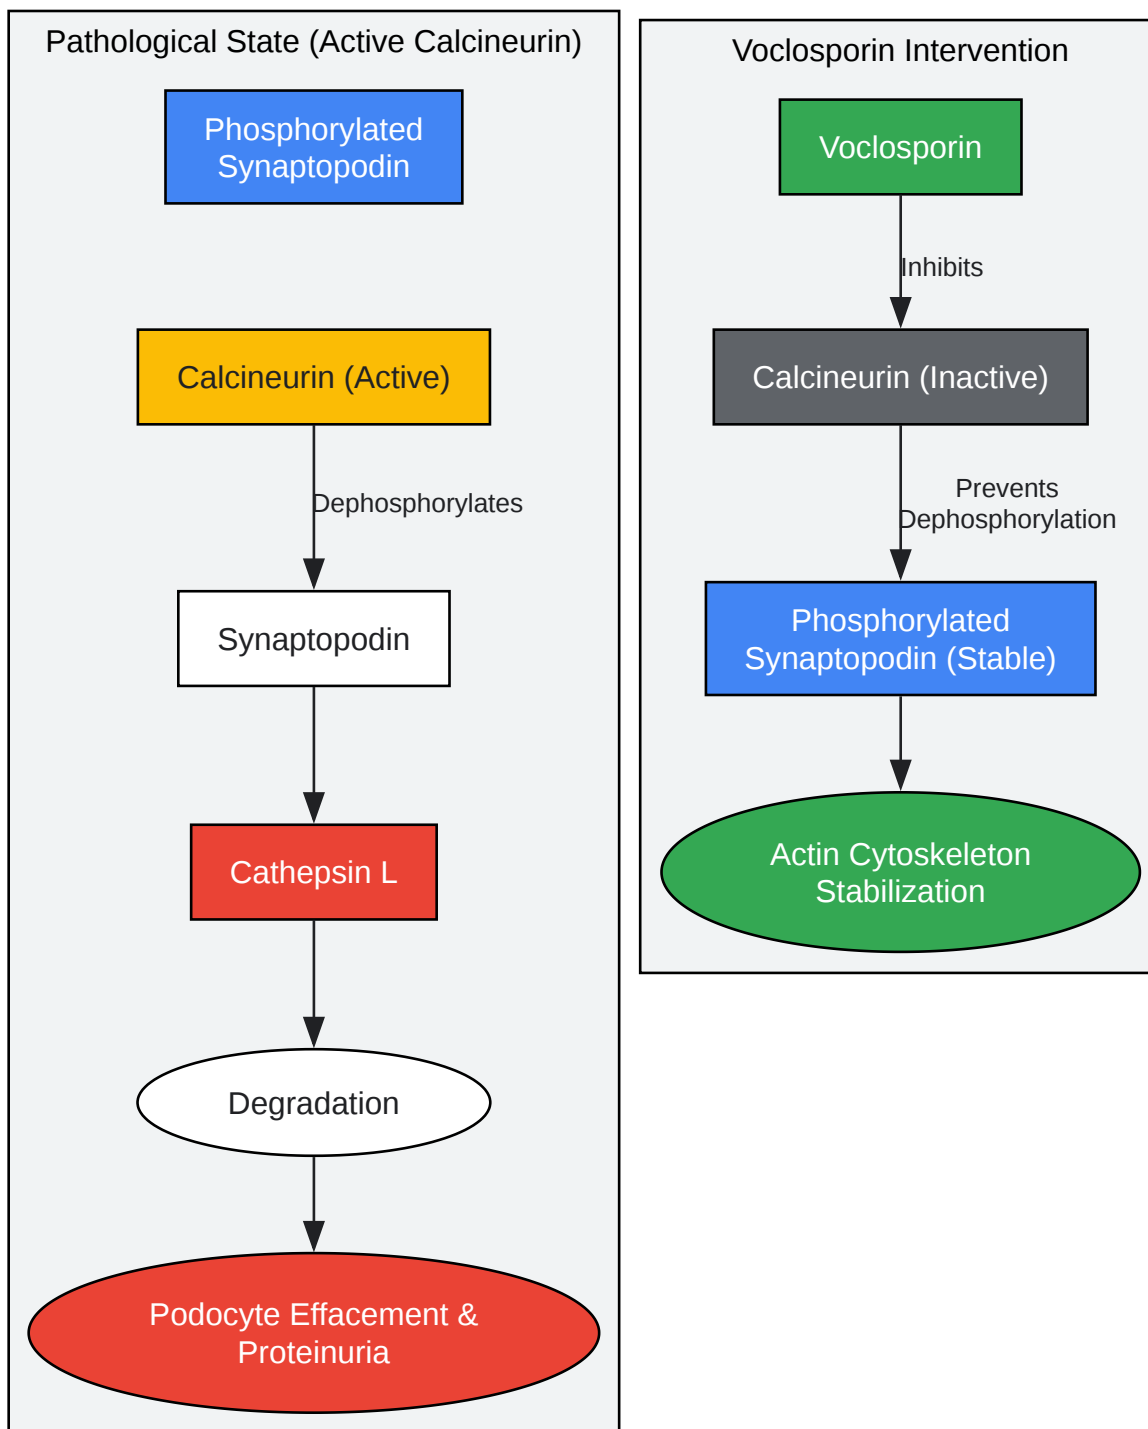 Pathological State (Active Calcineurin)
Phosphorylated
Synaptopodin
Calcineurin (Active)
Dephosphorylates
Synaptopodin
Cathepsin L
Degradation
Podocyte Effacement &
Proteinuria
Voclosporin Intervention
Voclosporin
Inhibits
Calcineurin (Inactive)
Prevents
Dephosphorylation
Phosphorylated
Synaptopodin (Stable)
Actin Cytoskeleton
Stabilization